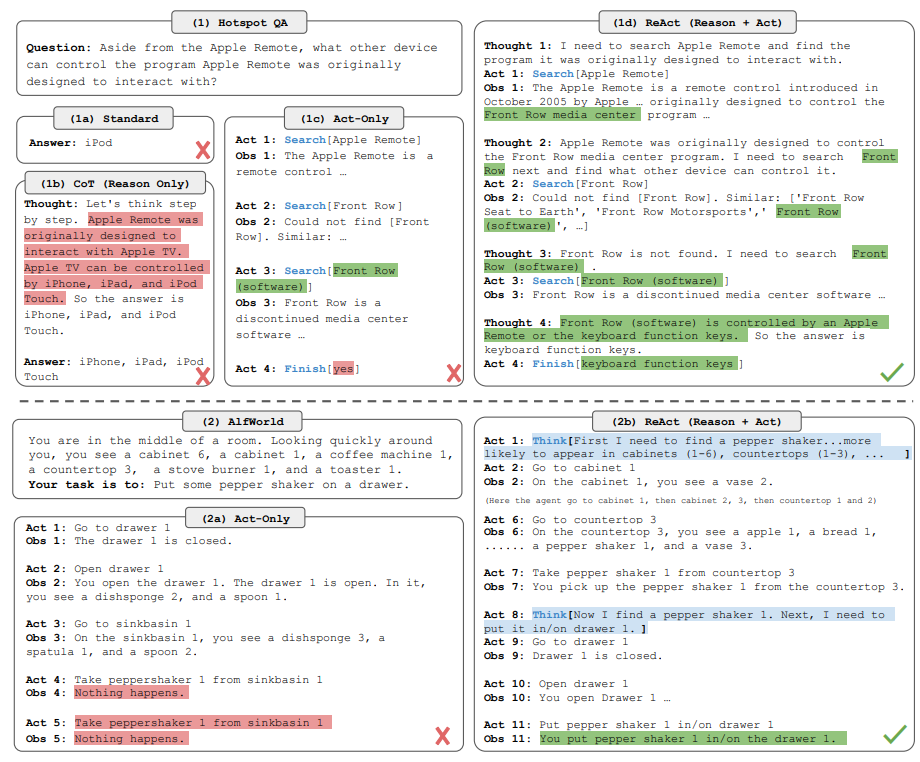 (1) Hotspot QA
Question: Aside from the Apple Remote, what other device
can control the program Apple Remote was originally
designed to interact with?
(1a) Standard
Answer: iPod
(1b) CoT (Reason Only)
Thought: Let's think step
by step. Apple Remote was
originally designed to
interact with Apple TV.
Apple TV can be controlled
by iPhone, iPad, and iPod
Touch. So the answer is
iPhone, iPad, and iPod
Touch.
Answer: iPhone, iPad, iPod
Touch
(1c) Act-Only
Act 1: Search[Apple Remote]
Obs 1: The Apple Remote is a
remote control …
Act 2: Search[Front Row]
Obs 2: Could not find [Front
Row]. Similar: …
Act 3: Search[Front Row
(software)]
Obs 3: Front Row is a
discontinued media center
software …
Act 4: Finish[yes]
(1d) ReAct (Reason + Act)
Thought 1: I need to search Apple Remote and find the
program it was originally designed to interact with.
Act 1: Search[Apple Remote]
Obs 1: The Apple Remote is a remote control introduced in
October 2005 by Apple … originally designed to control the
Front Row media center program …
Thought 2: Apple Remote was originally designed to control
the Front Row media center program. I need to search Front
Row next and find what other device can control it.
Act 2: Search[Front Row]
Obs 2: Could not find [Front Row]. Similar: ['Front Row
Seat to Earth', 'Front Row Motorsports',' Front Row
(software)', …]
Thought 3: Front Row is not found. I need to search Front
Row (software) .
Act 3: Search[Front Row (software)]
Obs 3: Front Row is a discontinued media center software …
Thought 4: Front Row (software) is controlled by an Apple
Remote or the keyboard function keys. So the answer is
keyboard function keys.
Act 4: Finish[keyboard function keys]
(2) AlfWorld
You are in the middle of a room. Looking quickly around
you, you see a cabinet 6, a cabinet 1, a coffee machine 1,
a countertop 3, a stove burner 1, and a toaster 1.
Your task is to: Put some pepper shaker on a drawer.
(2a) Act-Only
Act 1: Go to drawer 1
Obs 1: The drawer 1 is closed.
Act 2: Open drawer 1
Obs 2: You open the drawer 1. The drawer 1 is open. In it,
you see a dishsponge 2, and a spoon 1.
Act 3: Go to sinkbasin 1
Obs 3: On the sinkbasin 1, you see a dishsponge 3, a
spatula 1, and a spoon 2.
Act 4: Take peppershaker 1 from sinkbasin 1
Obs 4: Nothing happens.
Act 5: Take peppershaker 1 from sinkbasin 1
Obs 5: Nothing happens.
(2b) ReAct (Reason + Act)
Act 1: Think[First I need to find a pepper shaker...more
likely to appear in cabinets (1-6), countertops (1-3), ... ]
Act 2: Go to cabinet 1
Obs 2: On the cabinet 1, you see a vase 2.
(Here the agent go to cabinet 1, then cabinet 2, 3, then countertop 1 and 2)
Act 6: Go to countertop 3
Obs 6: On the countertop 3, you see a apple 1, a bread 1,
...... a pepper shaker 1, and a vase 3.
Act 7: Take pepper shaker 1 from countertop 3
Obs 7: You pick up the pepper shaker 1 from the countertop 3.
Act 8: Think[Now I find a pepper shaker 1. Next, I need to
put it in/on drawer 1. ]
Act 9: Go to drawer 1
Obs 9: Drawer 1 is closed.
Act 10: Open drawer 1
Obs 10: You open Drawer 1 …
Act 11: Put pepper shaker 1 in/on drawer 1
Obs 11: You put pepper shaker 1 in/on the drawer 1.